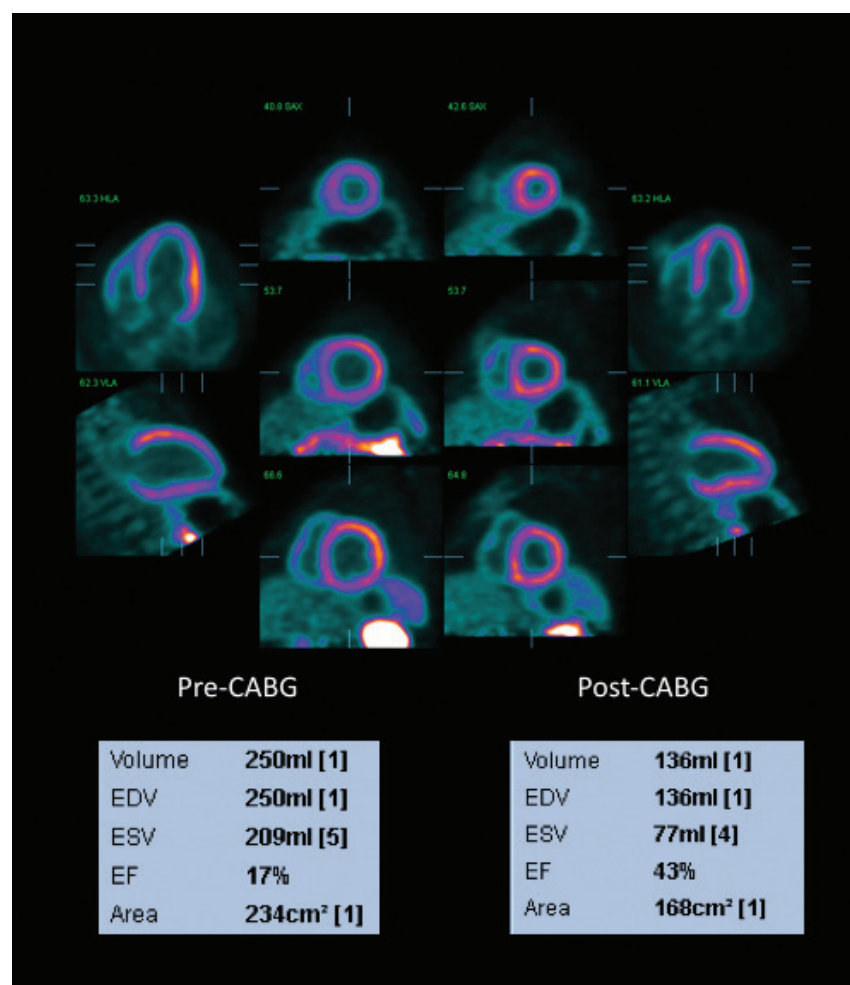 40.8 SAX
42.6 SAX
63.3 HLA
63.2 HLA
53.7
53.7
62.3 VLA
61.1 VLA
66.6
64.8
Pre-CABG
Post-CABG
Volume 250ml [1]
EDV 250ml [1]
ESV 209ml [5]
EF 17%
Area 234cm² [1]
Volume 136ml [1]
EDV 136ml [1]
ESV 77ml [4]
EF 43%
Area 168cm² [1]